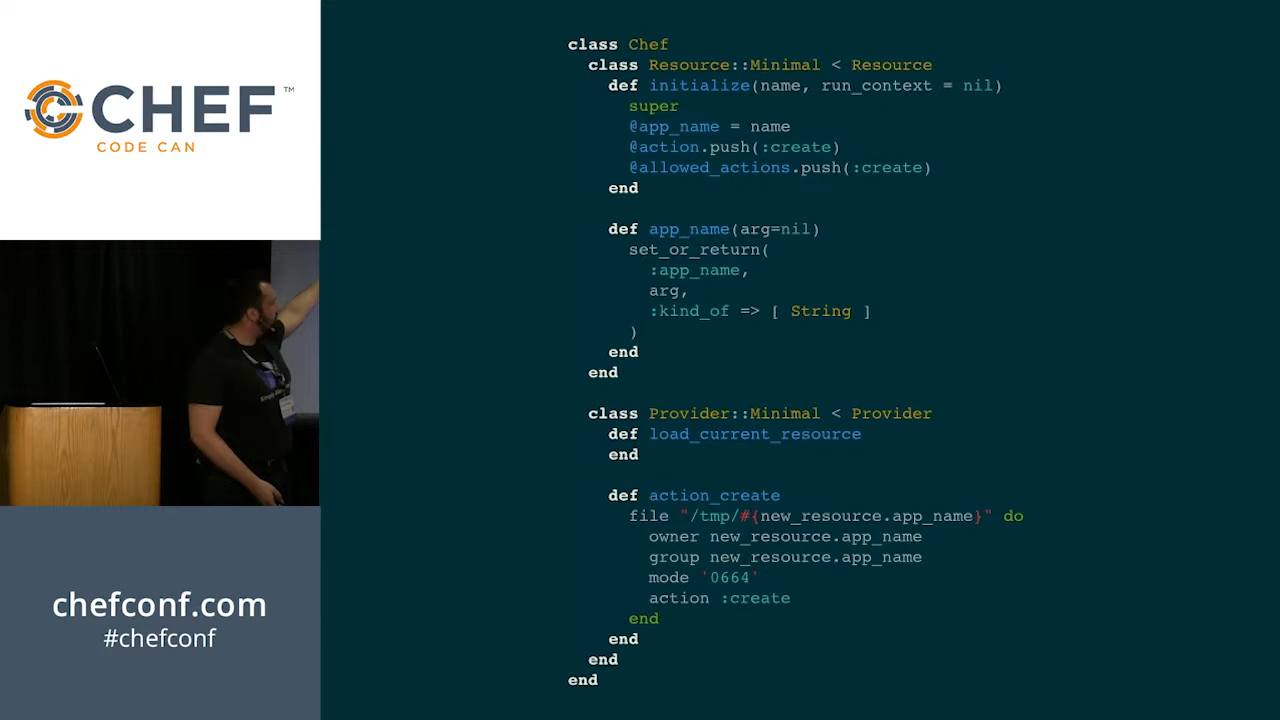 CHEF™
CODE CAN
chefconf.com
#chefconf
class Chef
  class Resource::Minimal < Resource
    def initialize(name, run_context = nil)
      super
      @app_name = name
      @action.push(:create)
      @allowed_actions.push(:create)
    end

    def app_name(arg=nil)
      set_or_return(
        :app_name,
        arg,
        :kind_of => [ String ]
      )
    end
  end

  class Provider::Minimal < Provider
    def load_current_resource
    end

    def action_create
      file "/tmp/#{new_resource.app_name}" do
        owner new_resource.app_name
        group new_resource.app_name
        mode '0664'
        action :create
      end
    end
  end
end